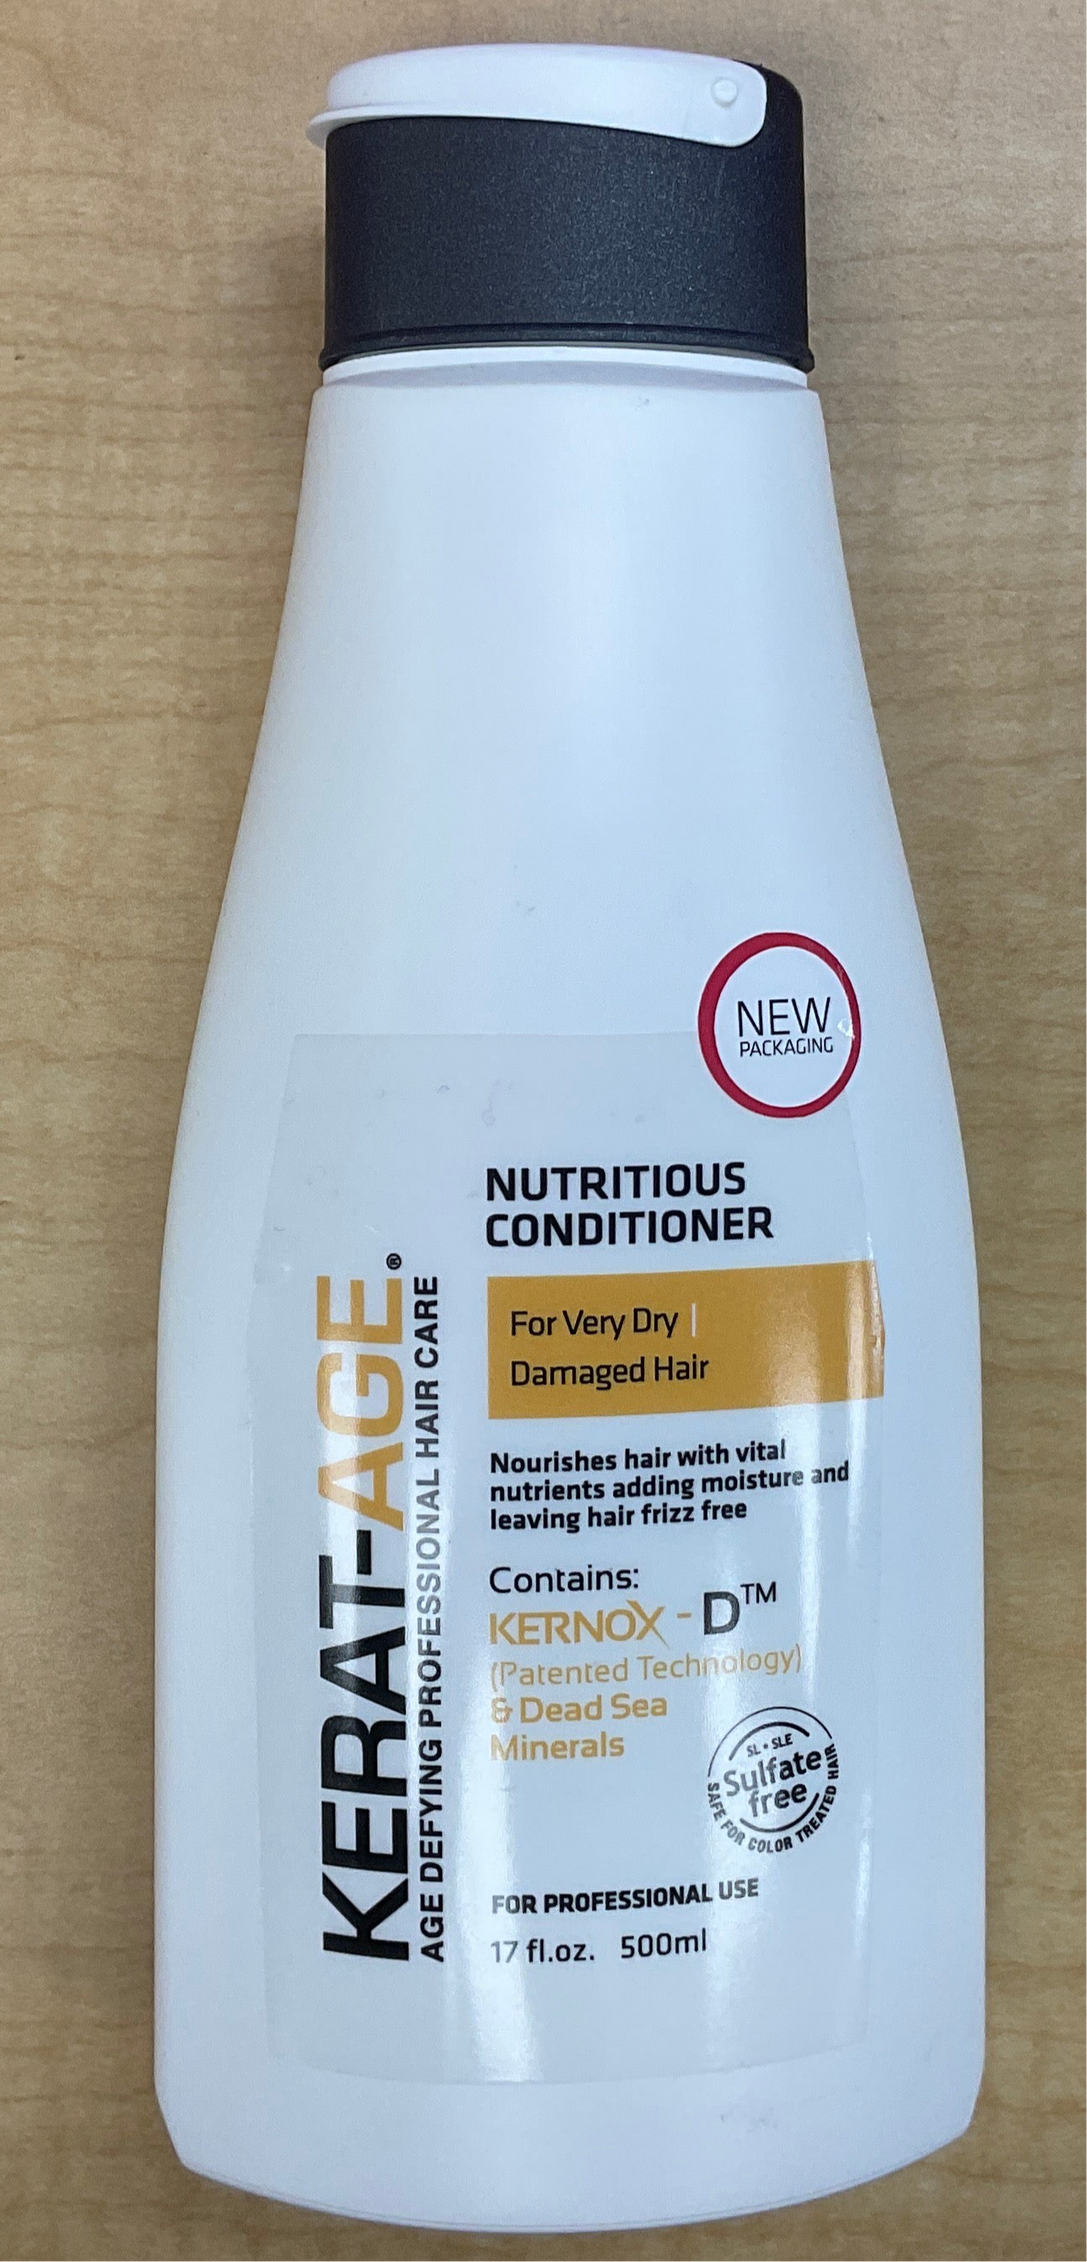 NEW
PACKAGING
NUTRITIOUS
CONDITIONER
For Very Dry |
Damaged Hair
Nourishes hair with vital
nutrients adding moisture and
leaving hair frizz free
Contains:
KERNOX - D™
(Patented Technology)
& Dead Sea
Minerals
SL • SLE
Sulfate
free
SAFE FOR COLOR TREATED HAIR
FOR PROFESSIONAL USE
17 fl.oz. 500ml
KERAT-AGE®
AGE DEFYING PROFESSIONAL HAIR CARE